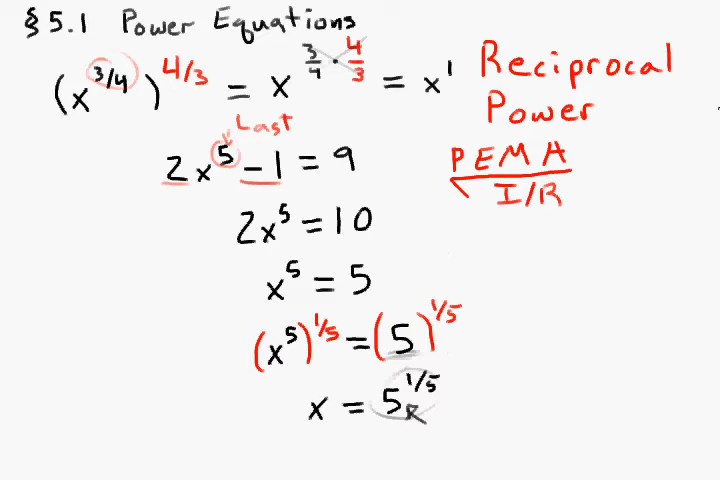 § 5.1 Power Equations
(x^{3/4})^{4/3} = x^{3/4 · 4/3} = x^1 Reciprocal Power
Last
2x^5 - 1 = 9 PEMA
I/R
2x^5 = 10
x^5 = 5
(x^5)^{1/5} = (5)^{1/5}
x = 5^{1/5}